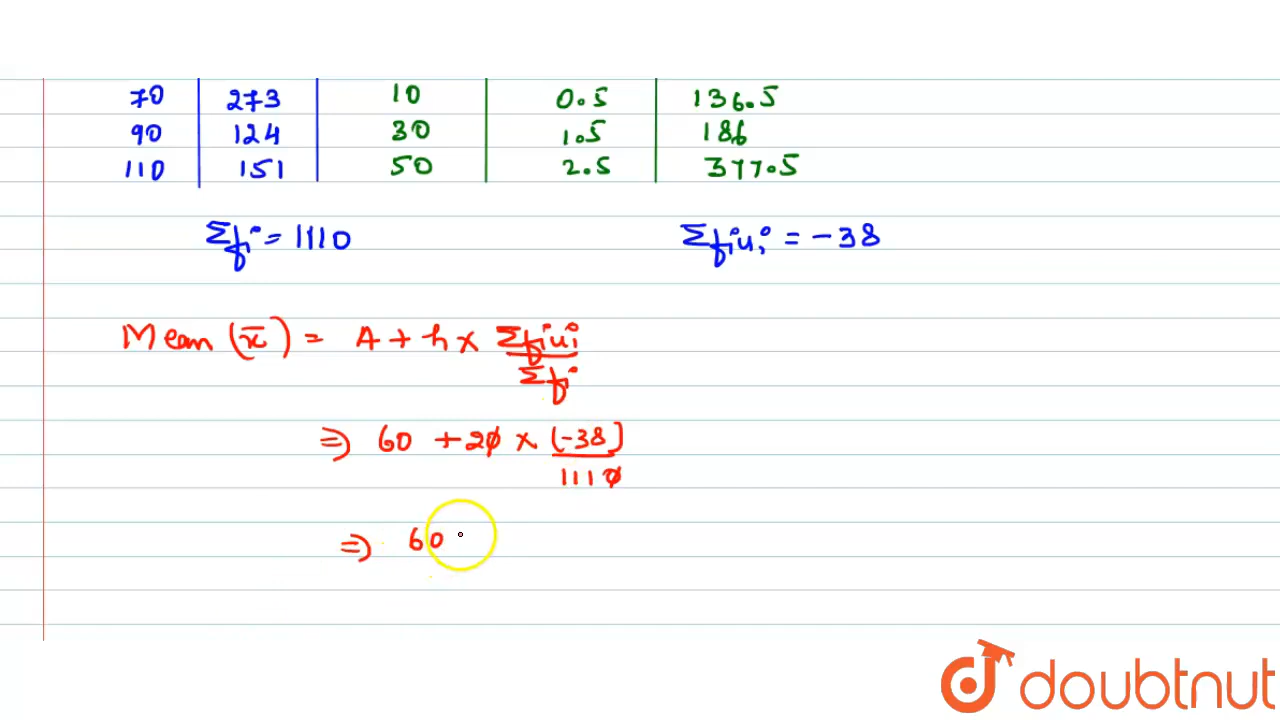 70 273 10 0.5 136.5
90 124 30 1.5 186
110 151 50 2.5 377.5
Σfi = 1110 Σfiui = -38
Mean (x̄) = A + h × Σfiui / Σfi
⇒ 60 + 20 × (-38) / 1110
⇒ 60
doubtnut